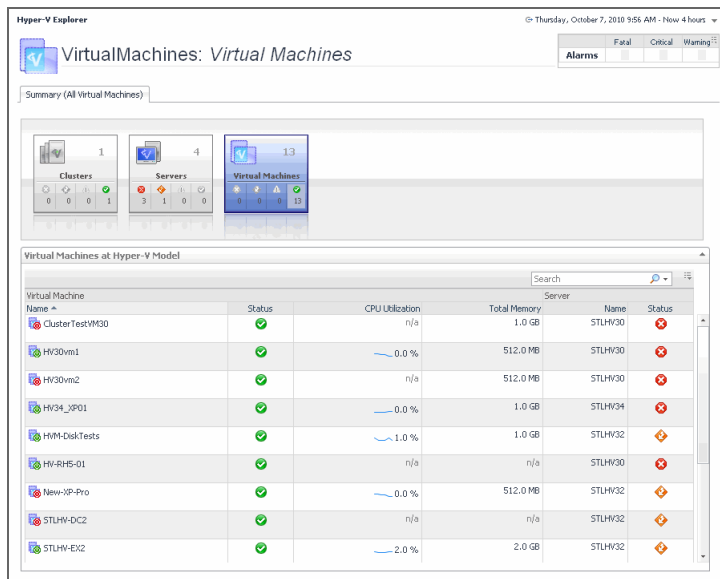 Hyper-V Explorer
Thursday, October 7, 2010 9:56 AM - Now 4 hours
VirtualMachines: Virtual Machines
Fatal Critical Warning
Alarms
Summary (All Virtual Machines)
1 4 13
Clusters Servers Virtual Machines
0 0 0 1 3 1 0 0 0 0 0 13
Virtual Machines at Hyper-V Model
Search
Virtual Machine Server
Name Status CPU Utilization Total Memory Name Status
ClusterTestVM30 n/a 1.0 GB STLHV30
HV30vm1 0.0 % 512.0 MB STLHV30
HV30vm2 n/a 512.0 MB STLHV30
HV34_XP01 0.0 % 1.0 GB STLHV34
HVM-DiskTests 1.0 % 1.0 GB STLHV32
HV-RH5-01 n/a n/a STLHV30
New-XP-Pro 0.0 % 512.0 MB STLHV32
STLHV-DC2 n/a n/a STLHV32
STLHV-EX2 2.0 % 2.0 GB STLHV32